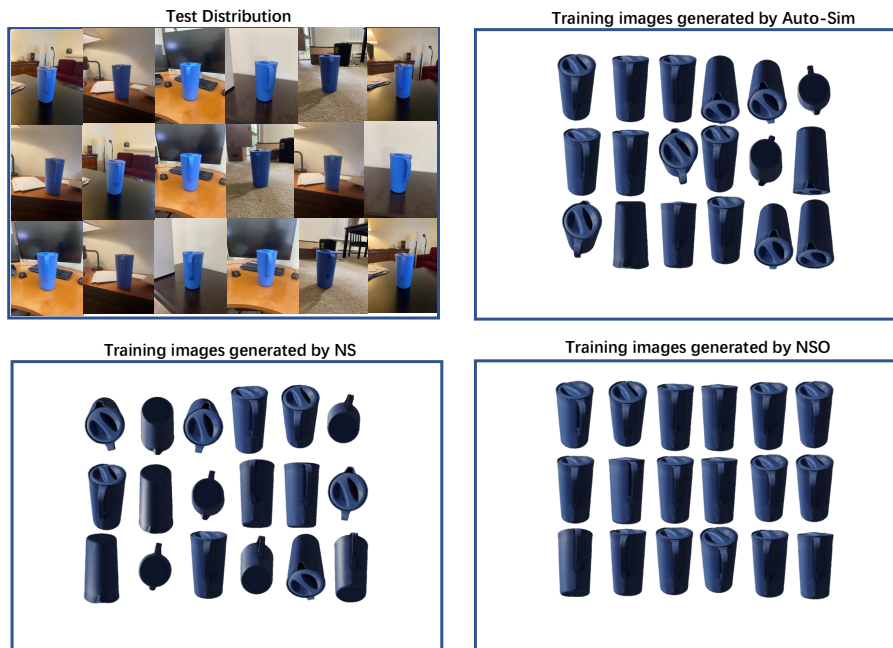 Test Distribution
Training images generated by Auto-Sim
Training images generated by NS
Training images generated by NSO